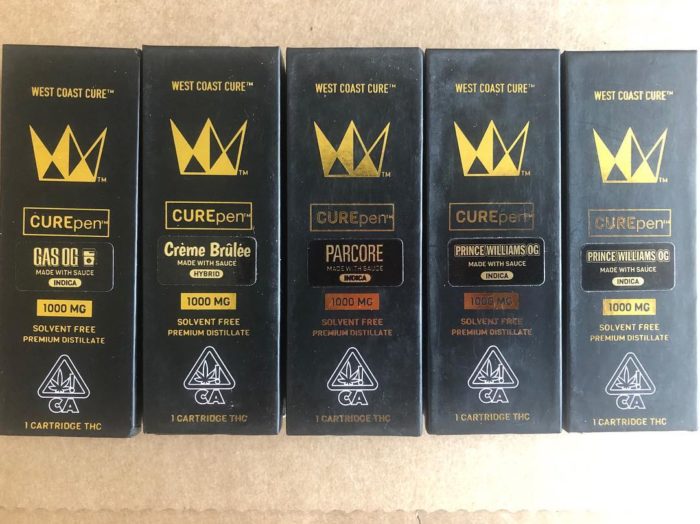 WEST COAST CURE™
TM
CUREpen™
GAS OG
MADE WITH SAUCE
INDICA
1000 MG
SOLVENT FREE
PREMIUM DISTILLATE
CA
1 CARTRIDGE THC
WEST COAST CURE™
TM
CUREpen™
Crème Brûlée
MADE WITH SAUCE
HYBRID
1000 MG
SOLVENT FREE
PREMIUM DISTILLATE
CA
1 CARTRIDGE THC
WEST COAST CURE™
TM
CUREpen™
PARCORE
MADE WITH SAUCE
INDICA
1000 MG
SOLVENT FREE
PREMIUM DISTILLATE
CA
1 CARTRIDGE THC
WEST COAST CURE™
TM
CUREpen™
PRINCE WILLIAMS OG
MADE WITH SAUCE
INDICA
1000 MG
SOLVENT FREE
PREMIUM DISTILLATE
CA
1 CARTRIDGE THC
WEST COAST CURE™
TM
CUREpen™
PRINCE WILLIAMS OG
MADE WITH SAUCE
INDICA
1000 MG
SOLVENT FREE
PREMIUM DISTILLATE
CA
1 CARTRIDGE THC